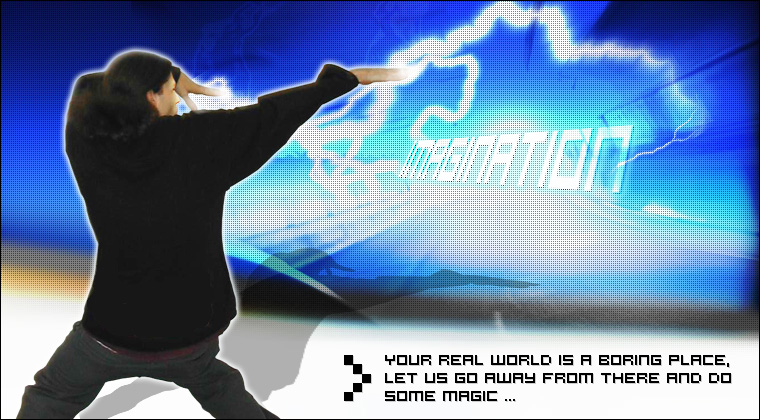 IMAGINATION
YOUR REAL WORLD IS A BORING PLACE,
LET US GO AWAY FROM THERE AND DO
SOME MAGIC ...